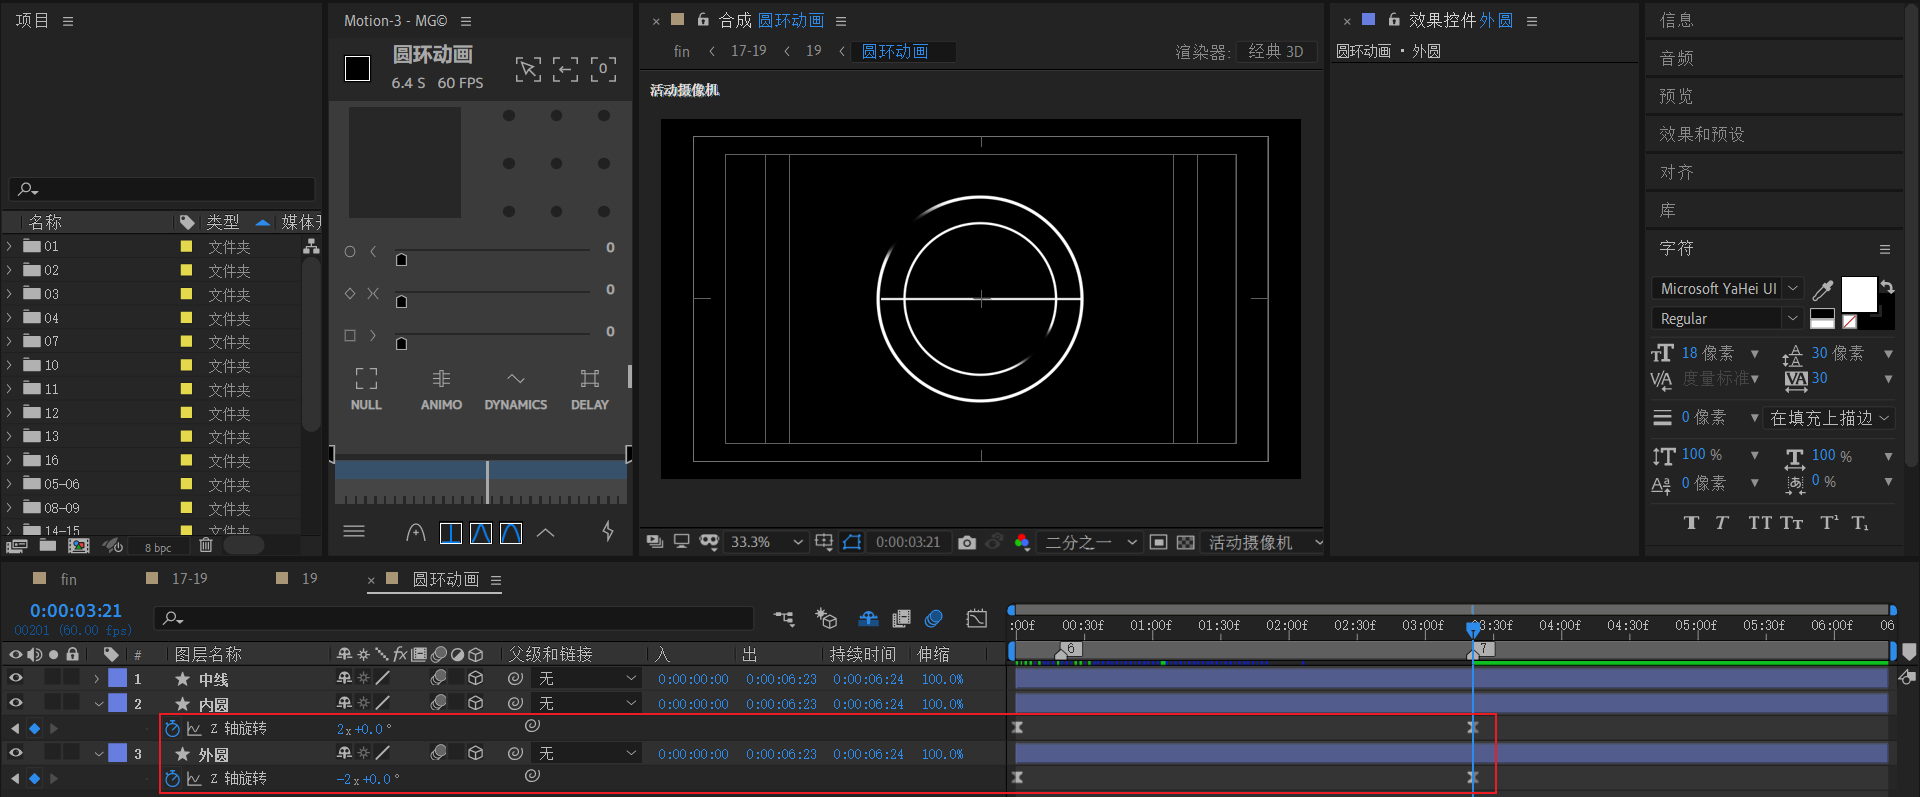 项目
名称 类型 媒体开
01 文件夹
02 文件夹
03 文件夹
04 文件夹
07 文件夹
10 文件夹
11 文件夹
12 文件夹
13 文件夹
16 文件夹
05-06 文件夹
08-09 文件夹
14-15 文件夹
8 bpc
Motion-3 - MG©
圆环动画
6.4 S 60 FPS
0
0
0
0
NULL ANIMO DYNAMICS DELAY
× 合成 圆环动画
fin ‹ 17-19 ‹ 19 ‹ 圆环动画
渲染器: 经典 3D
活动摄像机
33.3% 0:00:03:21 二分之一 活动摄像机
× 效果控件 外圆
圆环动画 · 外圆
信息
音频
预览
效果和预设
对齐
库
字符
Microsoft YaHei UI
Regular
18 像素 30 像素
度量标准 30
0 像素 在填充上描边
100 % 100 %
0 像素 0 %
T T TT Tт T¹ T₁
fin 17-19 19 × 圆环动画
0:00:03:21
00201 (60.00 fps)
:00f 00:30f 01:00f 01:30f 02:00f 02:30f 03:00f 03:30f 04:00f 04:30f 05:00f 05:30f 06:00f 06
# 图层名称 fx 父级和链接 入 出 持续时间 伸缩
6 7
1 中线 无 0:00:00:00 0:00:06:23 0:00:06:24 100.0%
2 内圆 无 0:00:00:00 0:00:06:23 0:00:06:24 100.0%
Z 轴旋转 2x+0.0°
3 外圆 无 0:00:00:00 0:00:06:23 0:00:06:24 100.0%
Z 轴旋转 -2x+0.0°